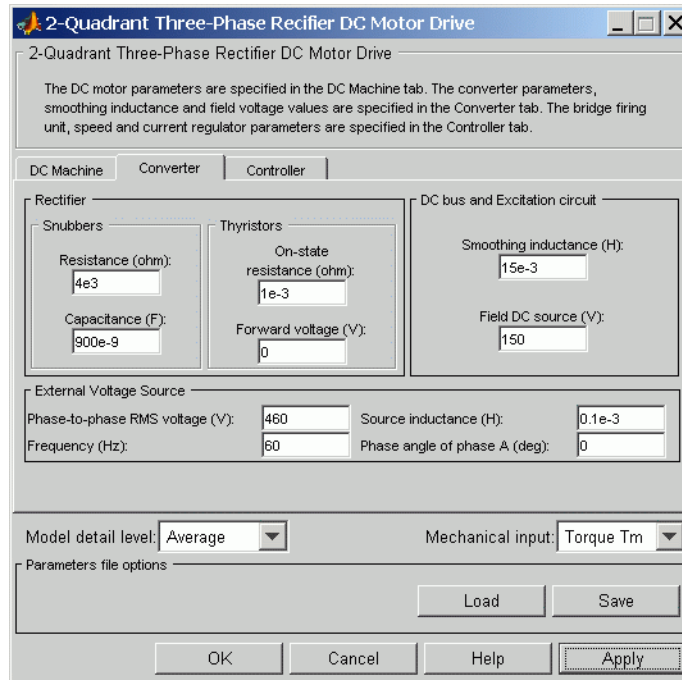 2-Quadrant Three-Phase Recifier DC Motor Drive
2-Quadrant Three-Phase Rectifier DC Motor Drive
The DC motor parameters are specified in the DC Machine tab. The converter parameters,
smoothing inductance and field voltage values are specified in the Converter tab. The bridge firing
unit, speed and current regulator parameters are specified in the Controller tab.
DC Machine Converter Controller
Rectifier
Snubbers
Resistance (ohm):
4e3
Capacitance (F):
900e-9
Thyristors
On-state
resistance (ohm):
1e-3
Forward voltage (V):
0
DC bus and Excitation circuit
Smoothing inductance (H):
15e-3
Field DC source (V):
150
External Voltage Source
Phase-to-phase RMS voltage (V): 460 Source inductance (H): 0.1e-3
Frequency (Hz): 60 Phase angle of phase A (deg): 0
Model detail level: Average Mechanical input: Torque Tm
Parameters file options
Load Save
OK Cancel Help Apply